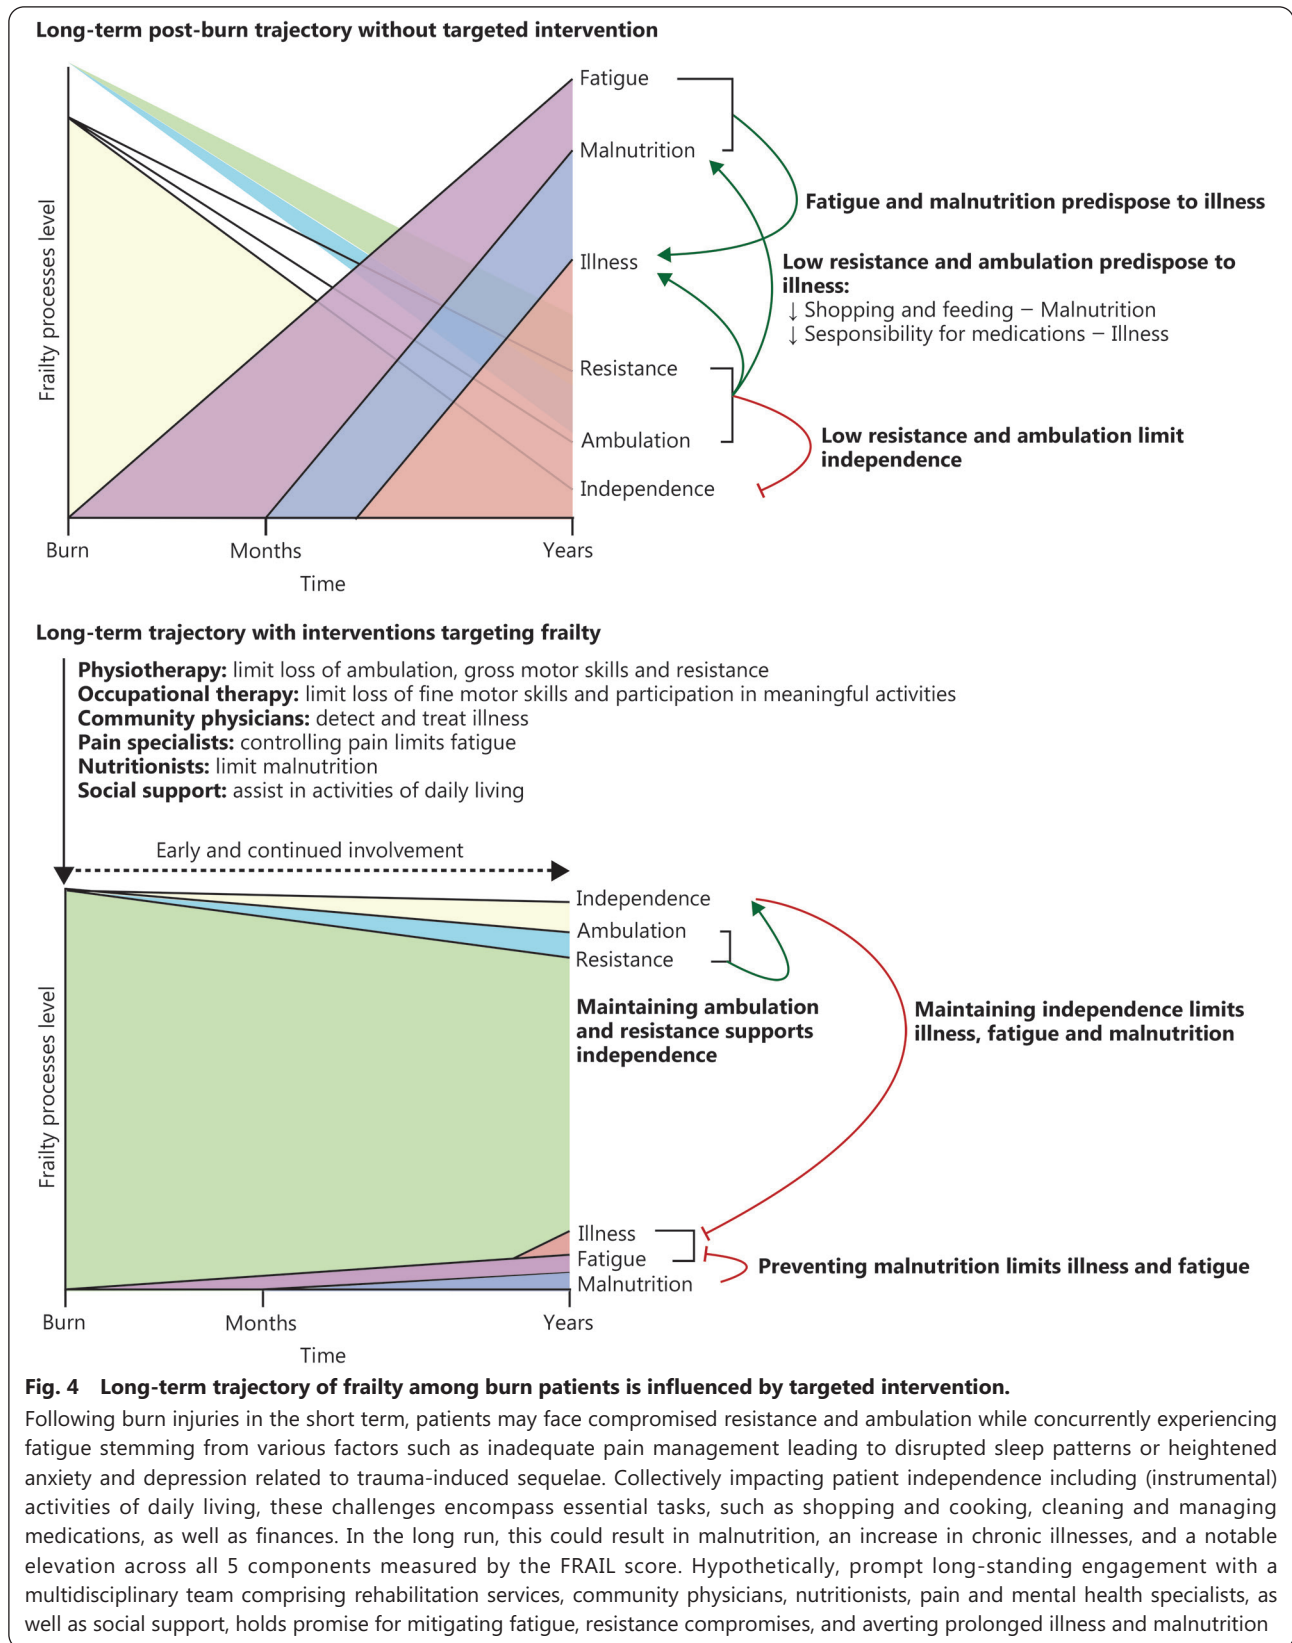 Long-term post-burn trajectory without targeted intervention
Frailty processes level
Fatigue
Malnutrition
Illness
Resistance
Ambulation
Independence
Fatigue and malnutrition predispose to illness
Low resistance and ambulation predispose to
illness:
↓ Shopping and feeding − Malnutrition
↓ Sesponsibility for medications − Illness
Low resistance and ambulation limit
independence
Burn
Months
Years
Time
Long-term trajectory with interventions targeting frailty
Physiotherapy: limit loss of ambulation, gross motor skills and resistance
Occupational therapy: limit loss of fine motor skills and participation in meaningful activities
Community physicians: detect and treat illness
Pain specialists: controlling pain limits fatigue
Nutritionists: limit malnutrition
Social support: assist in activities of daily living
Early and continued involvement
Frailty processes level
Independence
Ambulation
Resistance
Maintaining ambulation
and resistance supports
independence
Maintaining independence limits
illness, fatigue and malnutrition
Illness
Fatigue
Malnutrition
Preventing malnutrition limits illness and fatigue
Burn
Months
Years
Time
Fig. 4 Long-term trajectory of frailty among burn patients is influenced by targeted intervention.
Following burn injuries in the short term, patients may face compromised resistance and ambulation while concurrently experiencing
fatigue stemming from various factors such as inadequate pain management leading to disrupted sleep patterns or heightened
anxiety and depression related to trauma-induced sequelae. Collectively impacting patient independence including (instrumental)
activities of daily living, these challenges encompass essential tasks, such as shopping and cooking, cleaning and managing
medications, as well as finances. In the long run, this could result in malnutrition, an increase in chronic illnesses, and a notable
elevation across all 5 components measured by the FRAIL score. Hypothetically, prompt long-standing engagement with a
multidisciplinary team comprising rehabilitation services, community physicians, nutritionists, pain and mental health specialists, as
well as social support, holds promise for mitigating fatigue, resistance compromises, and averting prolonged illness and malnutrition